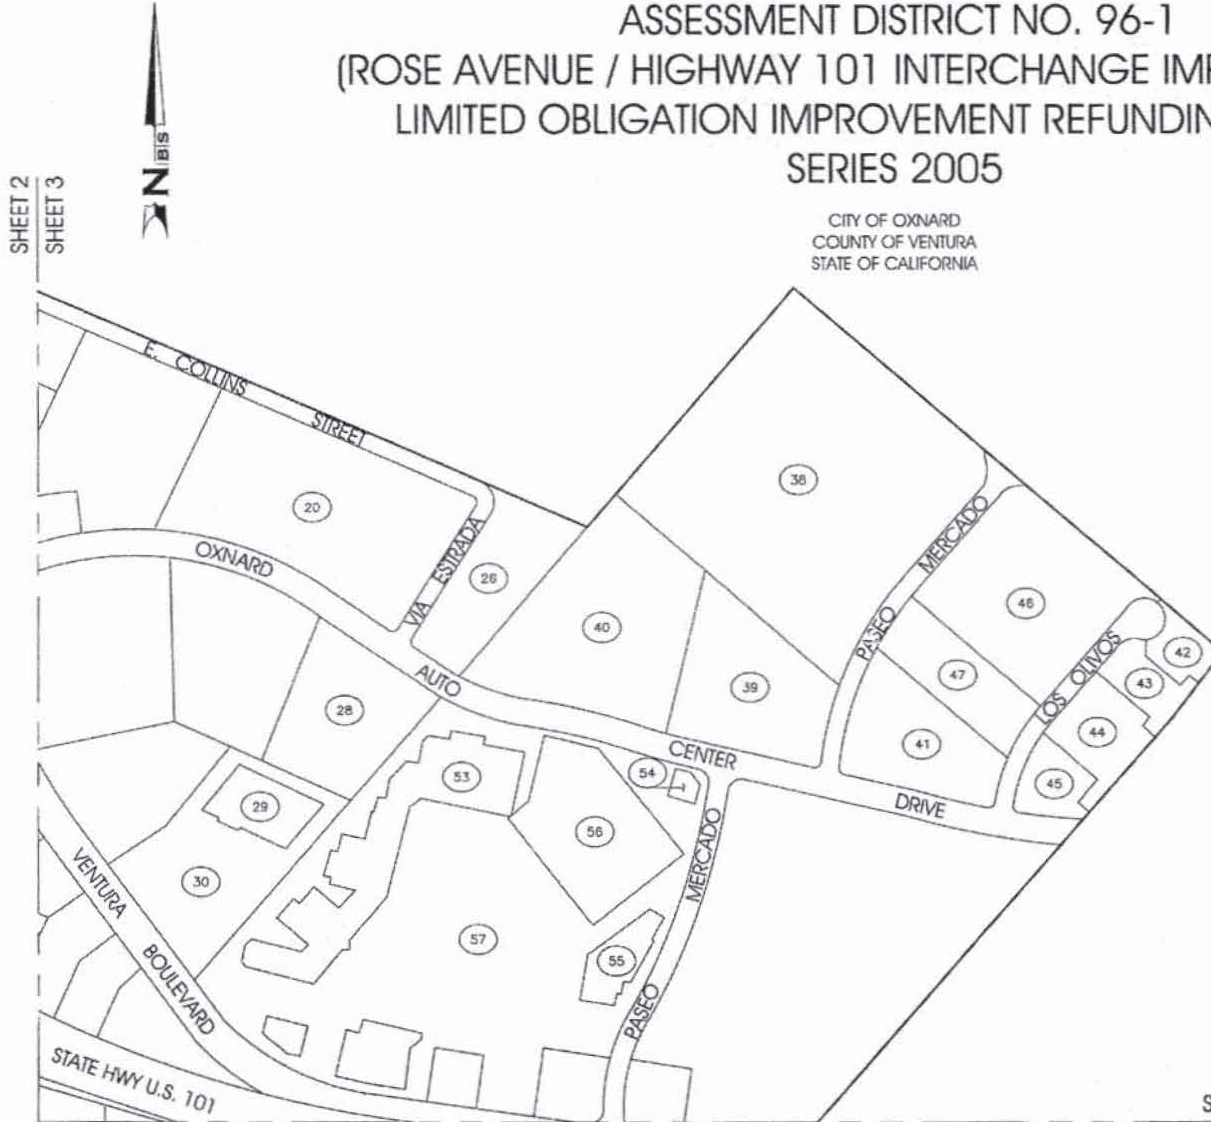 ASSESSMENT DISTRICT NO. 96-1
(ROSE AVENUE / HIGHWAY 101 INTERCHANGE
LIMITED OBLIGATION IMPROVEMENT
SERIES 2005
CITY OF OXNARD
COUNTY OF VENTURA
STATE OF CALIFORNIA
SHEET 2
SHEET 3
N
BS
E. COLLINS STREET
20
OXNARD
VIA ESTRADA
26
AUTO
28
29
30
VENTURA
BOULEVARD
STATE HWY U.S. 101
38
40
39
PASEO MERCADO
46
47
41
LOS OLIVOS
42
43
44
45
CENTER
DRIVE
53
54
56
57
55
PASEO MERCADO